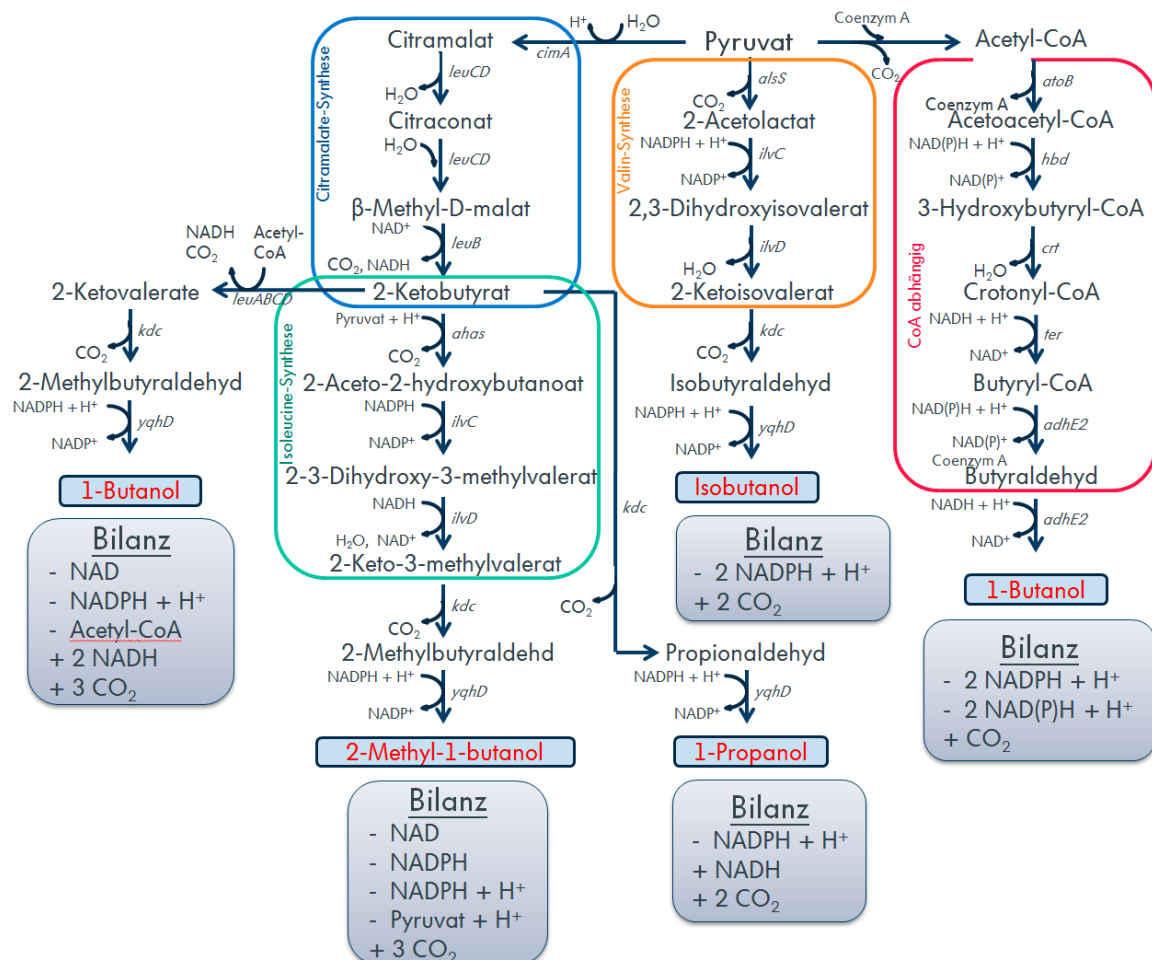 Citramalat
H⁺
H₂O
cimA
Pyruvat
Coenzym A
CO₂
Acetyl-CoA
Citramalate-Synthese
leuCD
H₂O
Citraconat
H₂O
leuCD
β-Methyl-D-malat
NAD⁺
leuB
CO₂, NADH
2-Ketobutyrat
NADH
CO₂
Acetyl-
CoA
leuABCD
2-Ketovalerate
kdc
CO₂
2-Methylbutyraldehyd
NADPH + H⁺
yqhD
NADP⁺
1-Butanol
Bilanz
- NAD
- NADPH + H⁺
- Acetyl-CoA
+ 2 NADH
+ 3 CO₂
Isoleucine-Synthese
Pyruvat + H⁺
ahas
CO₂
2-Aceto-2-hydroxybutanoat
NADPH
ilvC
NADP⁺
2-3-Dihydroxy-3-methylvalerat
NADH
ilvD
H₂O, NAD⁺
2-Keto-3-methylvalerat
kdc
CO₂
2-Methylbutyraldehd
NADPH + H⁺
yqhD
NADP⁺
2-Methyl-1-butanol
Bilanz
- NAD
- NADPH
- NADPH + H⁺
- Pyruvat + H⁺
+ 3 CO₂
Valin-Synthese
alsS
CO₂
2-Acetolactat
NADPH + H⁺
ilvC
NADP⁺
2,3-Dihydroxyisovalerat
ilvD
H₂O
2-Ketoisovalerat
kdc
CO₂
Isobutyraldehyd
NADPH + H⁺
yqhD
NADP⁺
Isobutanol
Bilanz
- 2 NADPH + H⁺
+ 2 CO₂
kdc
CO₂
Propionaldehyd
NADPH + H⁺
yqhD
NADP⁺
1-Propanol
Bilanz
- NADPH + H⁺
+ NADH
+ 2 CO₂
CoA abhängig
atoB
Coenzym A
Acetoacetyl-CoA
NAD(P)H + H⁺
hbd
NAD(P)⁺
3-Hydroxybutyryl-CoA
crt
H₂O
Crotonyl-CoA
NADH + H⁺
ter
NAD⁺
Butyryl-CoA
NAD(P)H + H⁺
adhE2
NAD(P)⁺
Coenzym A
Butyraldehyd
NADH + H⁺
adhE2
NAD⁺
1-Butanol
Bilanz
- 2 NADPH + H⁺
- 2 NAD(P)H + H⁺
+ CO₂